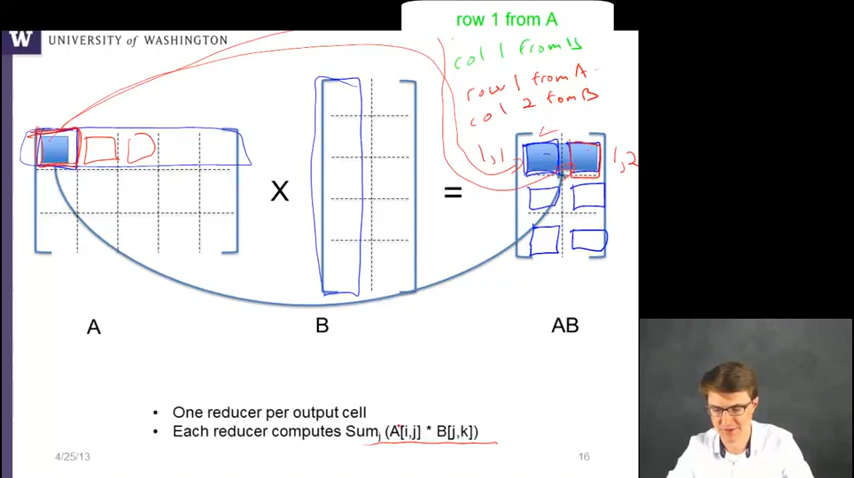 row 1 from A
W UNIVERSITY of WASHINGTON
col 1 from B
row 1 from A
col 2 from B
1,1
1,2
X
=
A
B
AB
• One reducer per output cell
• Each reducer computes Sumj (A[i,j] * B[j,k])
4/25/13
16